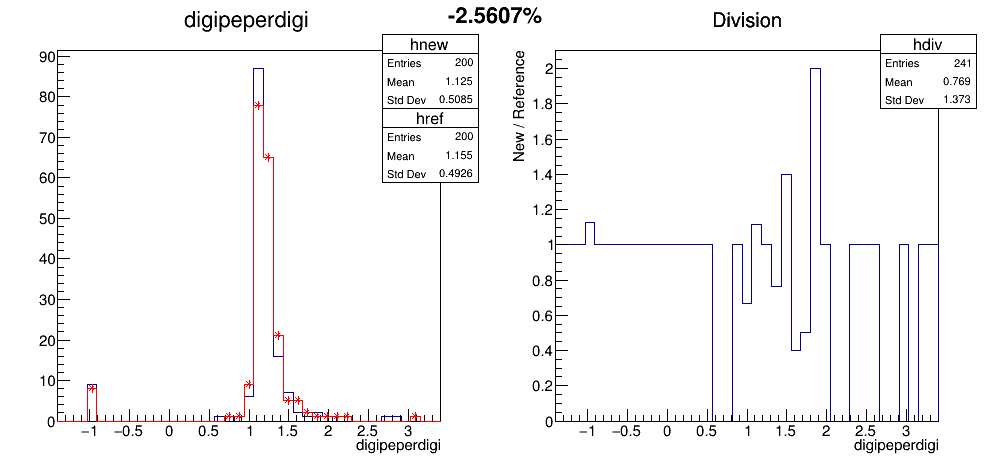 digipeperdigi
-2.5607%
Division
hnew
Entries 200
Mean 1.125
Std Dev 0.5085
href
Entries 200
Mean 1.155
Std Dev 0.4926
90
80
70
60
50
40
30
20
10
0
−1 −0.5 0 0.5 1 1.5 2 2.5 3
digipeperdigi
hdiv
Entries 241
Mean 0.769
Std Dev 1.373
New / Reference
2
1.8
1.6
1.4
1.2
1
0.8
0.6
0.4
0.2
0
−1 −0.5 0 0.5 1 1.5 2 2.5 3
digipeperdigi